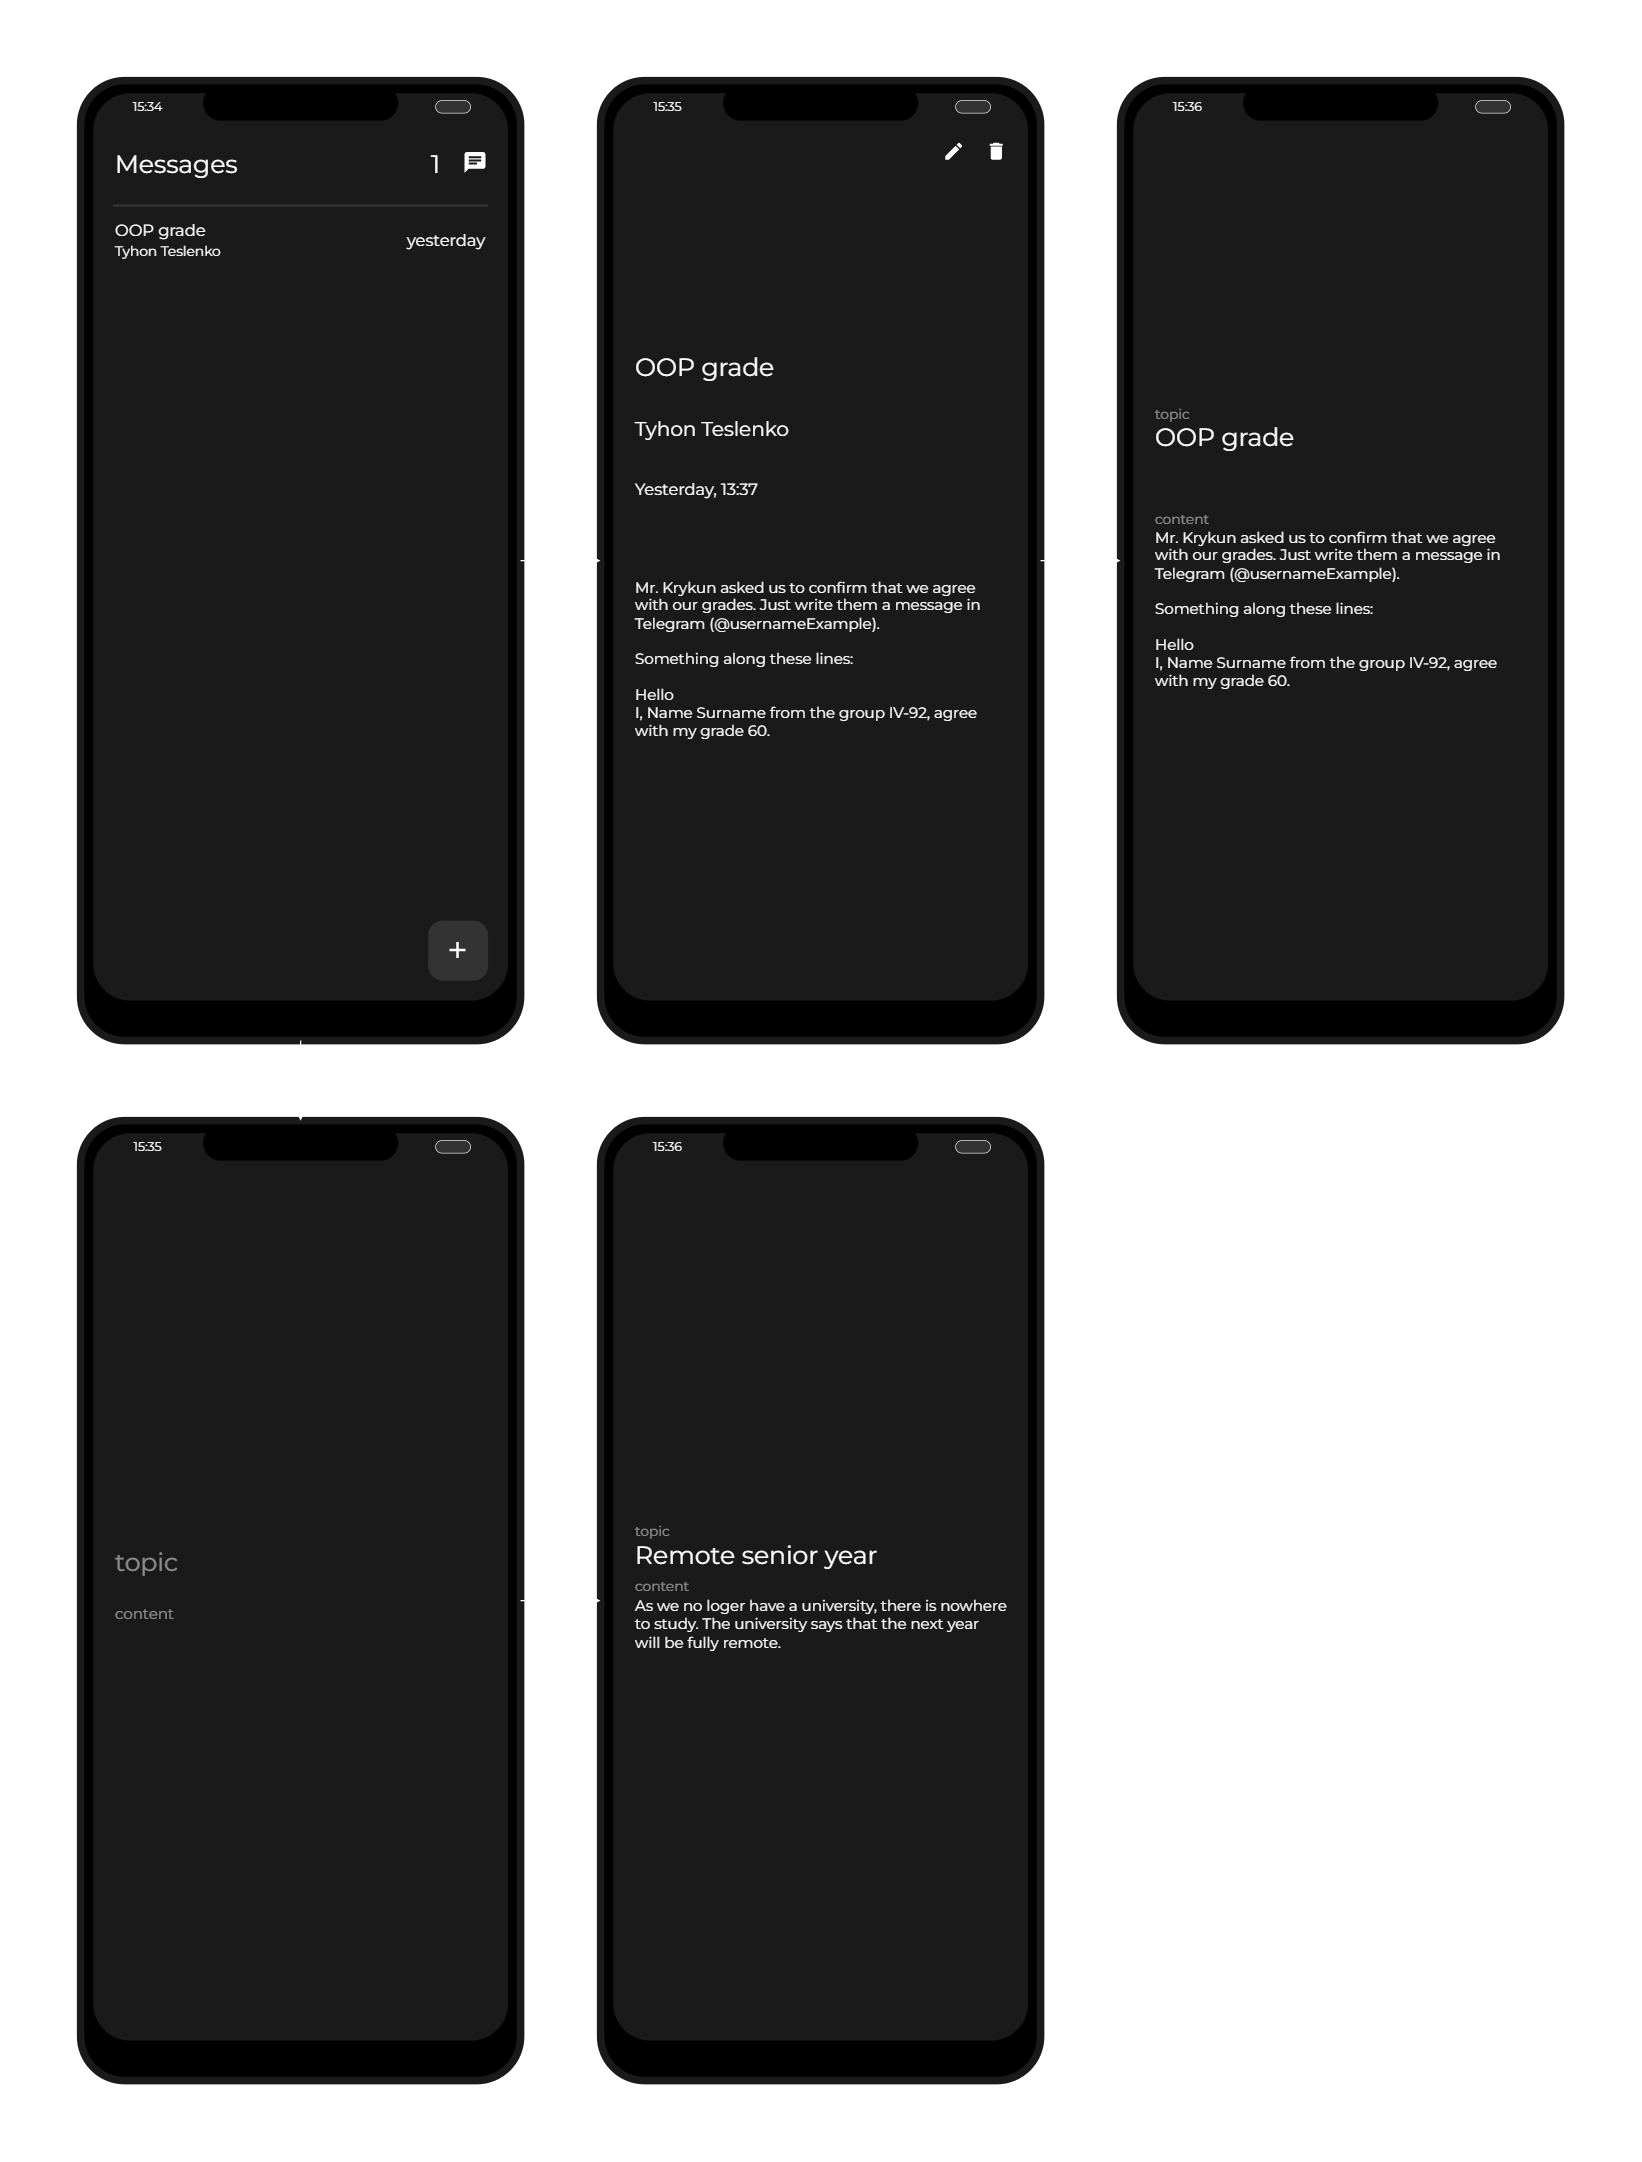 15:34
Messages 1
OOP grade
Tyhon Teslenko
yesterday
+
15:35
OOP grade
Tyhon Teslenko
Yesterday, 13:37
Mr. Krykun asked us to confirm that we agree
with our grades. Just write them a message in
Telegram (@usernameExample).
Something along these lines:
Hello
I, Name Surname from the group IV-92, agree
with my grade 60.
15:36
topic
OOP grade
content
Mr. Krykun asked us to confirm that we agree
with our grades. Just write them a message in
Telegram (@usernameExample).
Something along these lines:
Hello
I, Name Surname from the group IV-92, agree
with my grade 60.
15:35
topic
content
15:36
topic
Remote senior year
content
As we no loger have a university, there is nowhere
to study. The university says that the next year
will be fully remote.